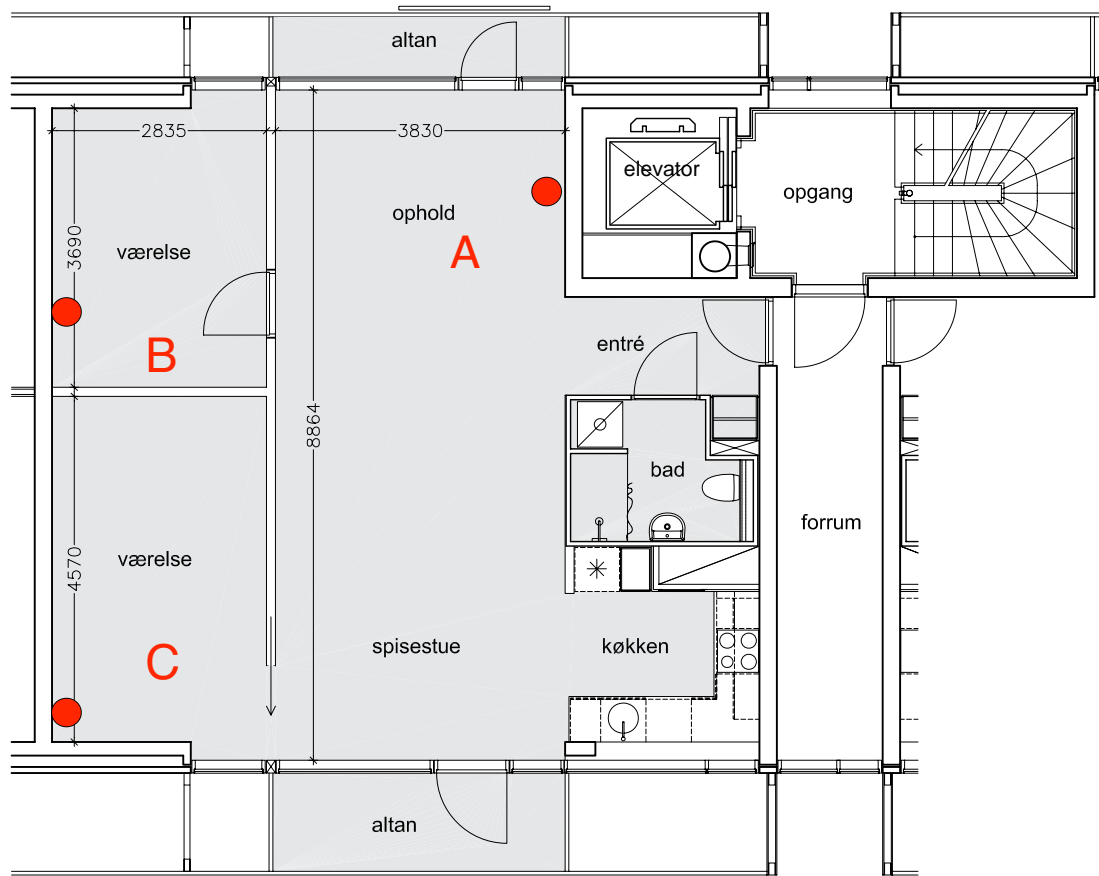 altan
2835
3830
elevator
opgang
ophold
A
værelse
3690
B
entré
8864
bad
forrum
værelse
4570
C
spisestue
køkken
altan